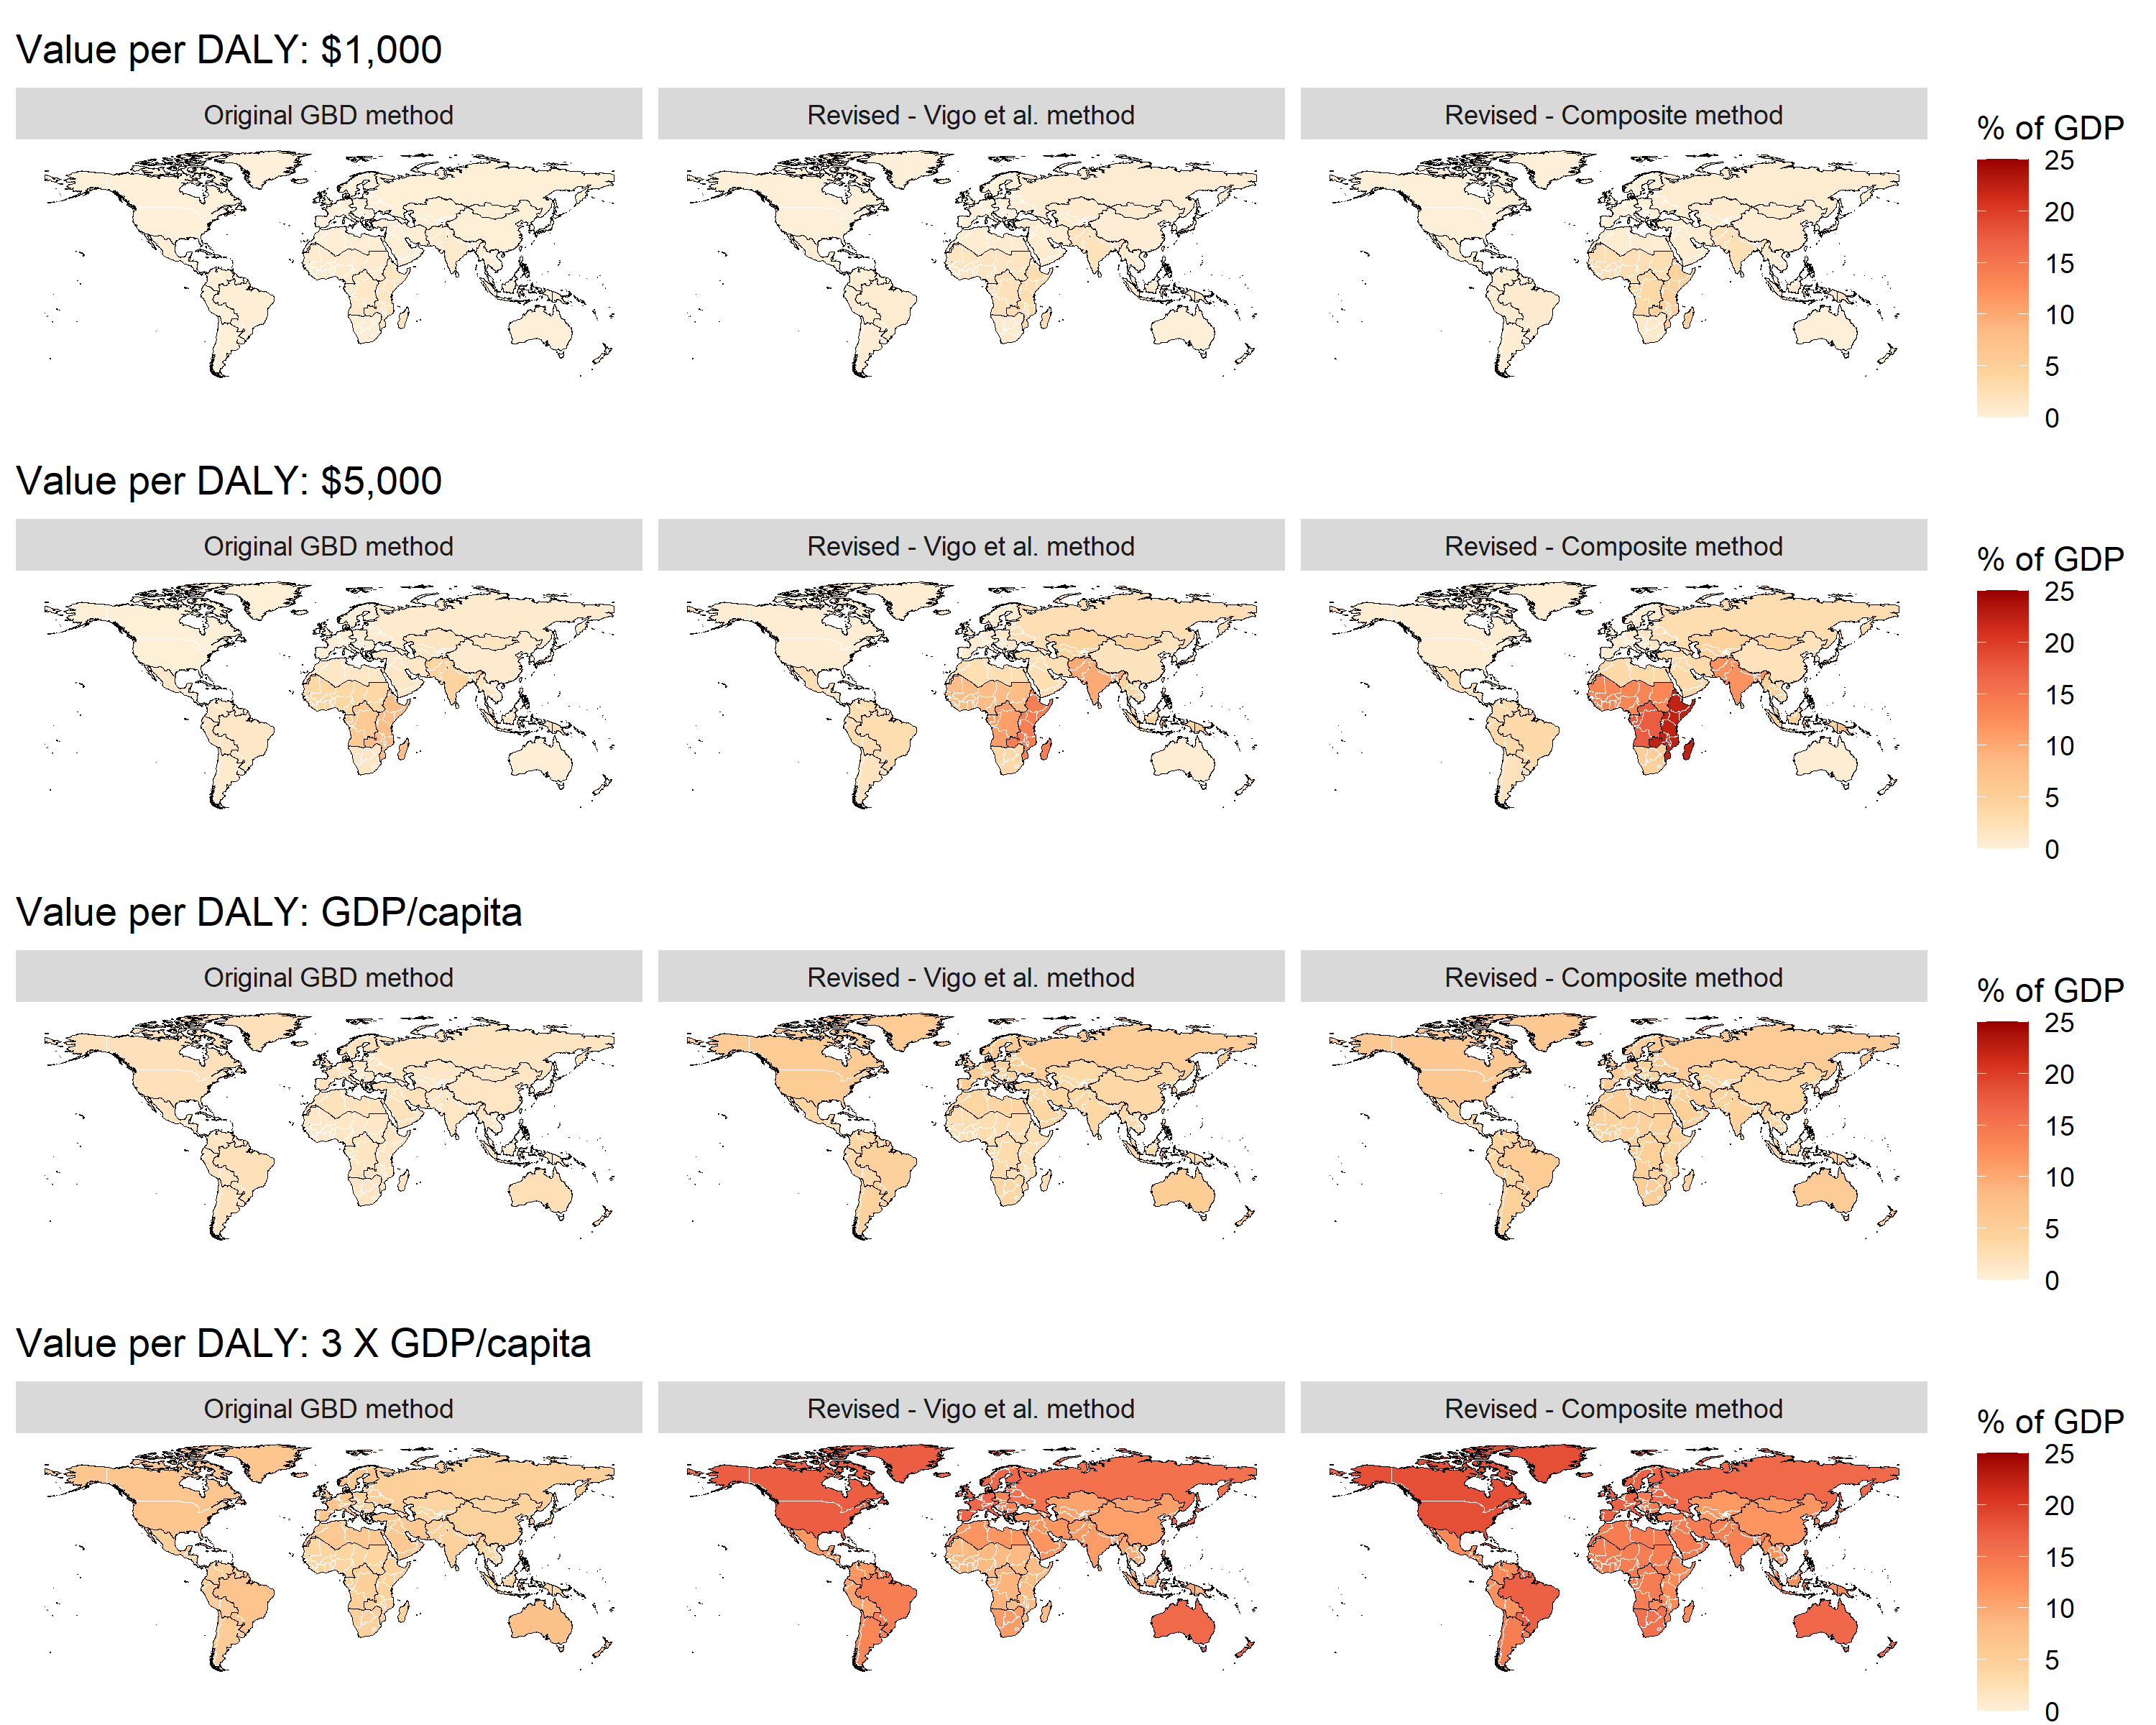 Value per DALY: $1,000
Original GBD method
Revised - Vigo et al. method
Revised - Composite method
% of GDP
25
20
15
10
5
0
Value per DALY: $5,000
Original GBD method
Revised - Vigo et al. method
Revised - Composite method
% of GDP
25
20
15
10
5
0
Value per DALY: GDP/capita
Original GBD method
Revised - Vigo et al. method
Revised - Composite method
% of GDP
25
20
15
10
5
0
Value per DALY: 3 X GDP/capita
Original GBD method
Revised - Vigo et al. method
Revised - Composite method
% of GDP
25
20
15
10
5
0